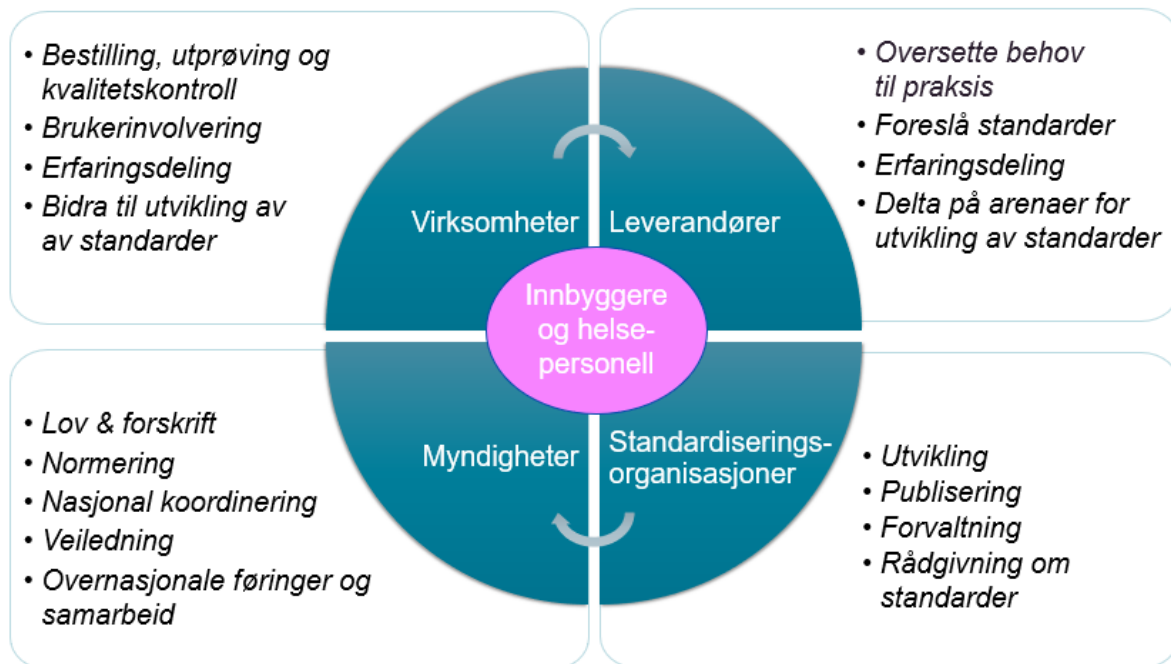 • Bestilling, utprøving og
kvalitetskontroll
• Brukerinvolvering
• Erfaringsdeling
• Bidra til utvikling av
av standarder
• Oversette behov
til praksis
• Foreslå standarder
• Erfaringsdeling
• Delta på arenaer for
utvikling av standarder
Virksomheter
Leverandører
Innbyggere
og helse-
personell
Myndigheter
Standardiserings-
organisasjoner
• Lov & forskrift
• Normering
• Nasjonal koordinering
• Veiledning
• Overnasjonale føringer og
samarbeid
• Utvikling
• Publisering
• Forvaltning
• Rådgivning om
standarder